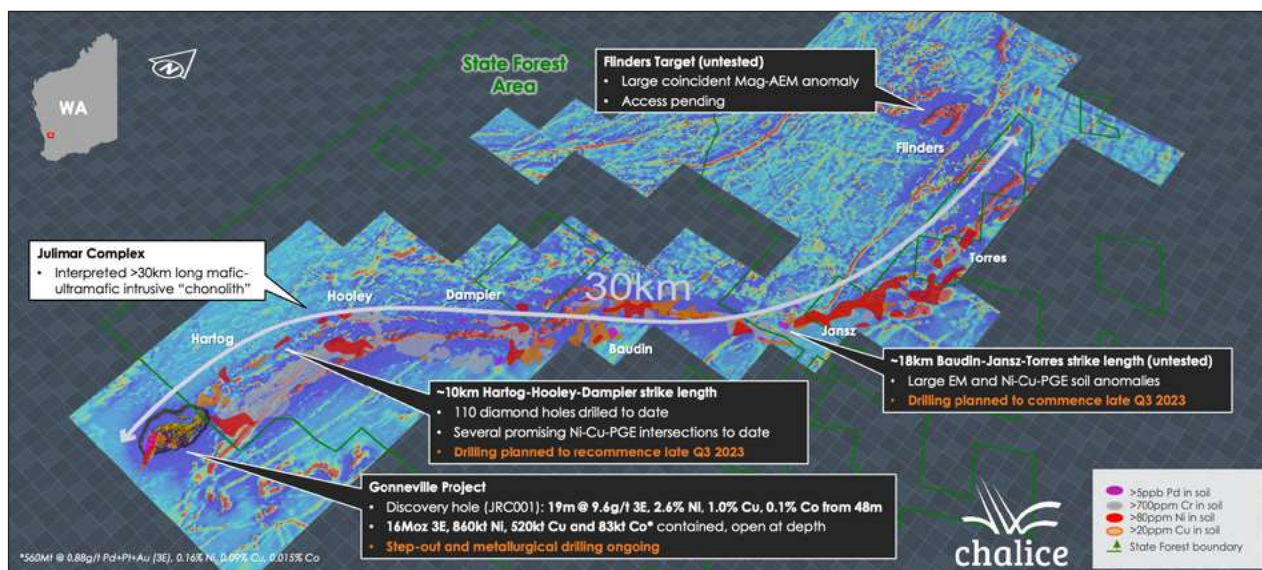 WA
N
State Forest
Area
Flinders Target (untested)
• Large coincident Mag-AEM anomaly
• Access pending
Flinders
Julimar Complex
• Interpreted >30km long mafic-
ultramafic intrusive “chonolith”
Hooley
Dampier
30km
Torres
Hartog
Baudin
Jansz
~18km Baudin-Jansz-Torres strike length (untested)
• Large EM and Ni-Cu-PGE soil anomalies
• Drilling planned to commence late Q3 2023
~10km Hartog-Hooley-Dampier strike length
• 110 diamond holes drilled to date
• Several promising Ni-Cu-PGE intersections to date
• Drilling planned to recommence late Q3 2023
Gonneville Project
• Discovery hole (JRC001): 19m @ 9.6g/t 3E, 2.6% Ni, 1.0% Cu, 0.1% Co from 48m
• 16Moz 3E, 860kt Ni, 520kt Cu and 83kt Co* contained, open at depth
• Step-out and metallurgical drilling ongoing
*560Mt @ 0.88g/t Pd+Pt+Au (3E), 0.16% Ni, 0.09% Cu, 0.015% Co
chalice
>5ppb Pd in soil
>700ppm Cr in soil
>80ppm Ni in soil
>20ppm Cu in soil
State Forest boundary